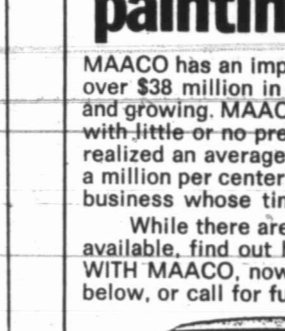 paintin
MAACO has an imp
over $38 million in
and growing. MAAC
with little or no pre
realized an average
a million per center
business whose tim
While there are
available, find out h
WITH MAACO, now
below, or call for fu